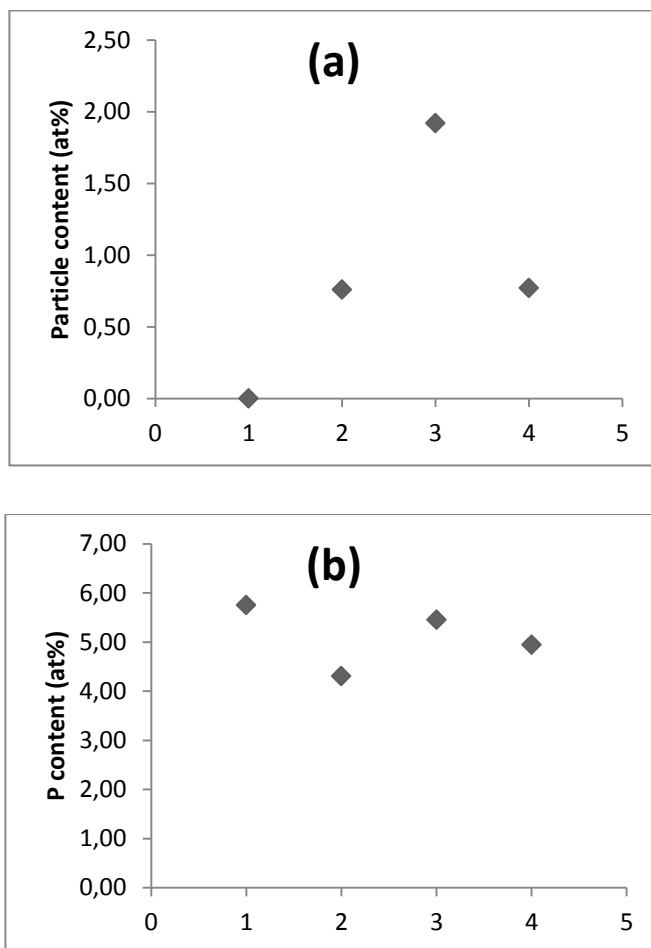 (a)
Particle content (at%)
2,50
2,00
1,50
1,00
0,50
0,00
0 1 2 3 4 5
(b)
P content (at%)
7,00
6,00
5,00
4,00
3,00
2,00
1,00
0,00
0 1 2 3 4 5